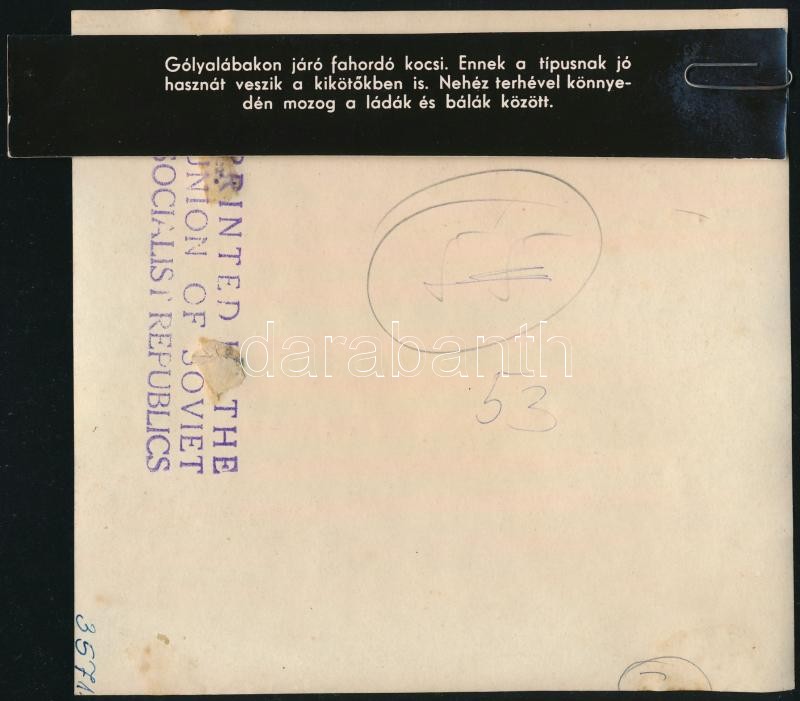 Gólyalábakon járó fahordó kocsi. Ennek a típusnak jó
hasznát veszik a kikötőkben is. Nehéz terhével könnye-
dén mozog a ládák és bálák között.
PRINTED THE
UNION OF SOVIET
SOCIALIST REPUBLICS
darabanth
53
3571